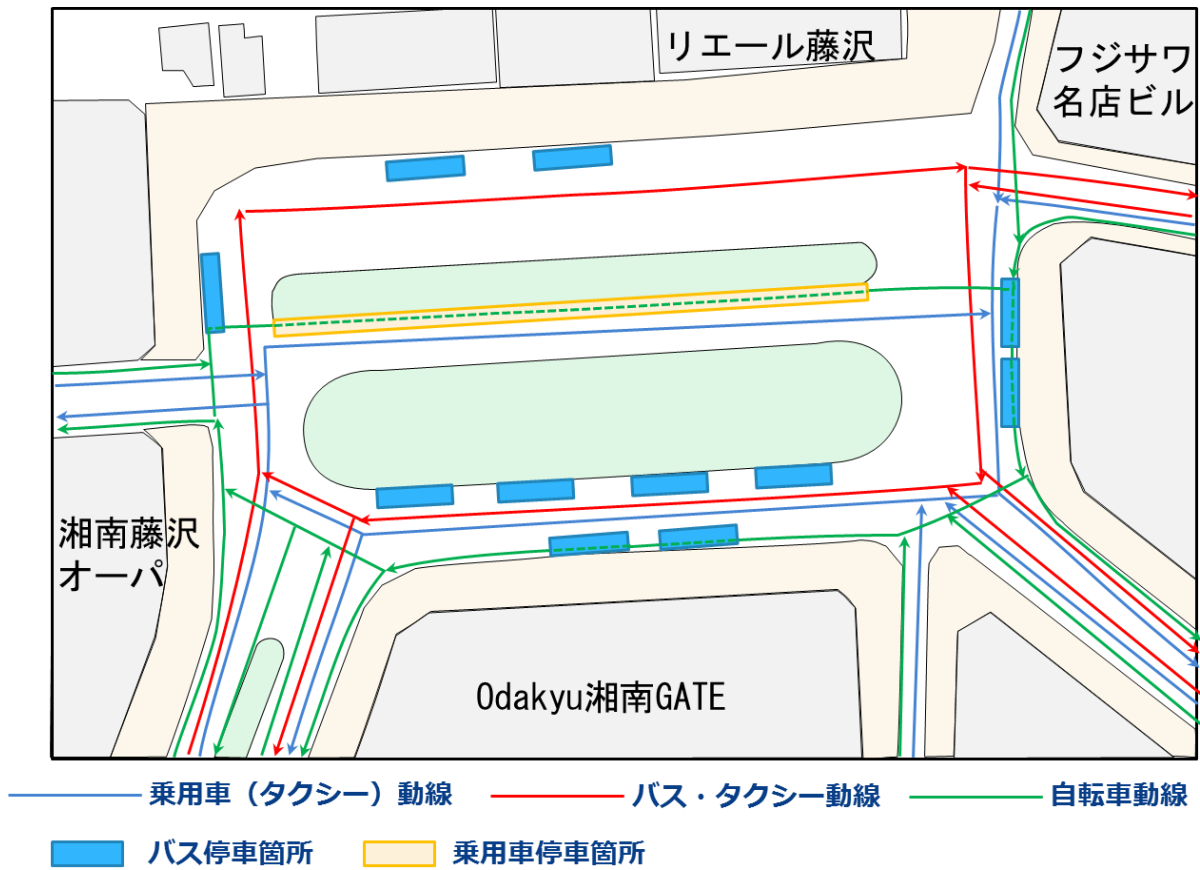 リエール藤沢
フジサワ
名店ビル
湘南藤沢
オーパ
Odakyu湘南GATE
乗用車（タクシー）動線
バス・タクシー動線
自転車動線
バス停車箇所
乗用車停車箇所